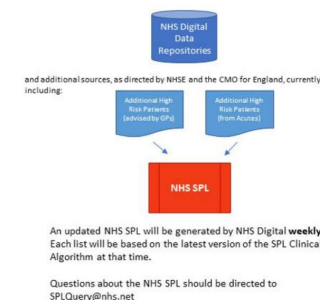 NHS Digital
Data
Repositories
and additional sources, as directed by NHSE and the CMO for England, currently
including:
Additional High
Risk Patients
(advised by GPs)
Additional High
Risk Patients
(from Acutes)
NHS SPL
An updated NHS SPL will be generated by NHS Digital weekly
Each list will be based on the latest version of the SPL Clinical
Algorithm at that time.
Questions about the NHS SPL should be directed to
SPLQuery@nhs.net